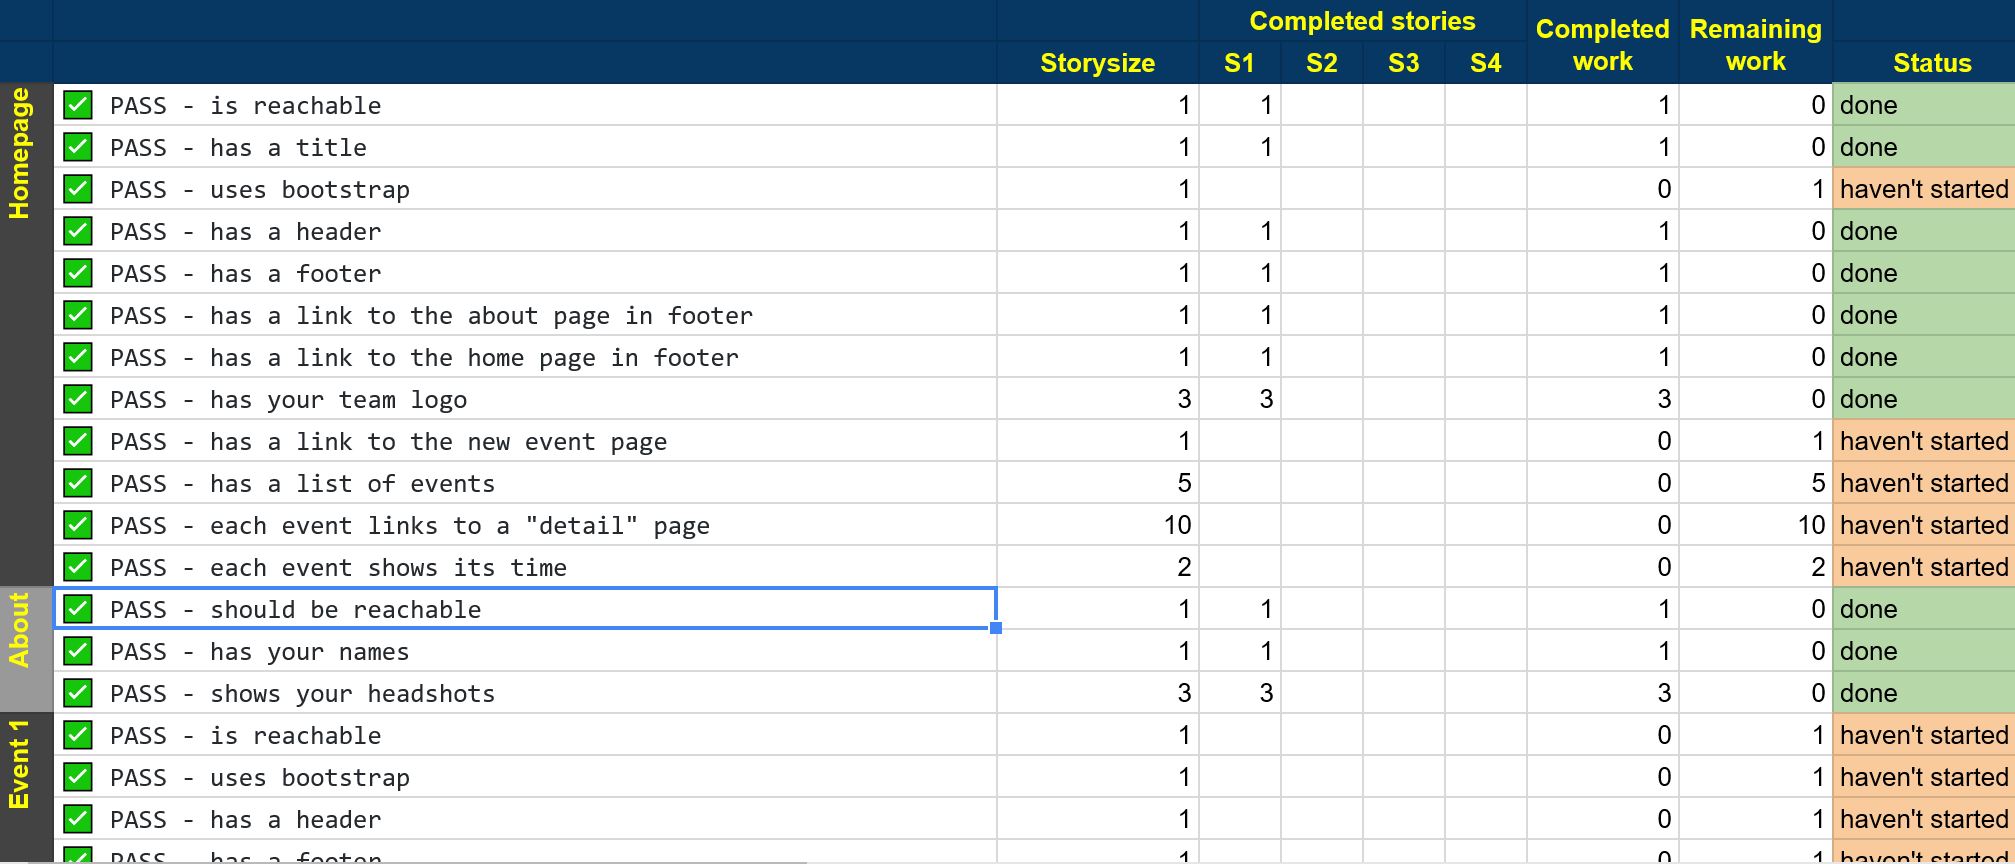 Completed stories Completed work Remaining work
Storysize S1 S2 S3 S4 Status
Homepage
PASS - is reachable 1 1 1 0 done
PASS - has a title 1 1 1 0 done
PASS - uses bootstrap 1 0 1 haven't started
PASS - has a header 1 1 1 0 done
PASS - has a footer 1 1 1 0 done
PASS - has a link to the about page in footer 1 1 1 0 done
PASS - has a link to the home page in footer 1 1 1 0 done
PASS - has your team logo 3 3 3 0 done
PASS - has a link to the new event page 1 0 1 haven't started
PASS - has a list of events 5 0 5 haven't started
PASS - each event links to a "detail" page 10 0 10 haven't started
PASS - each event shows its time 2 0 2 haven't started
About
PASS - should be reachable 1 1 1 0 done
PASS - has your names 1 1 1 0 done
PASS - shows your headshots 3 3 3 0 done
Event 1
PASS - is reachable 1 0 1 haven't started
PASS - uses bootstrap 1 0 1 haven't started
PASS - has a header 1 0 1 haven't started
PASS - has a footer 1 0 1 haven't started